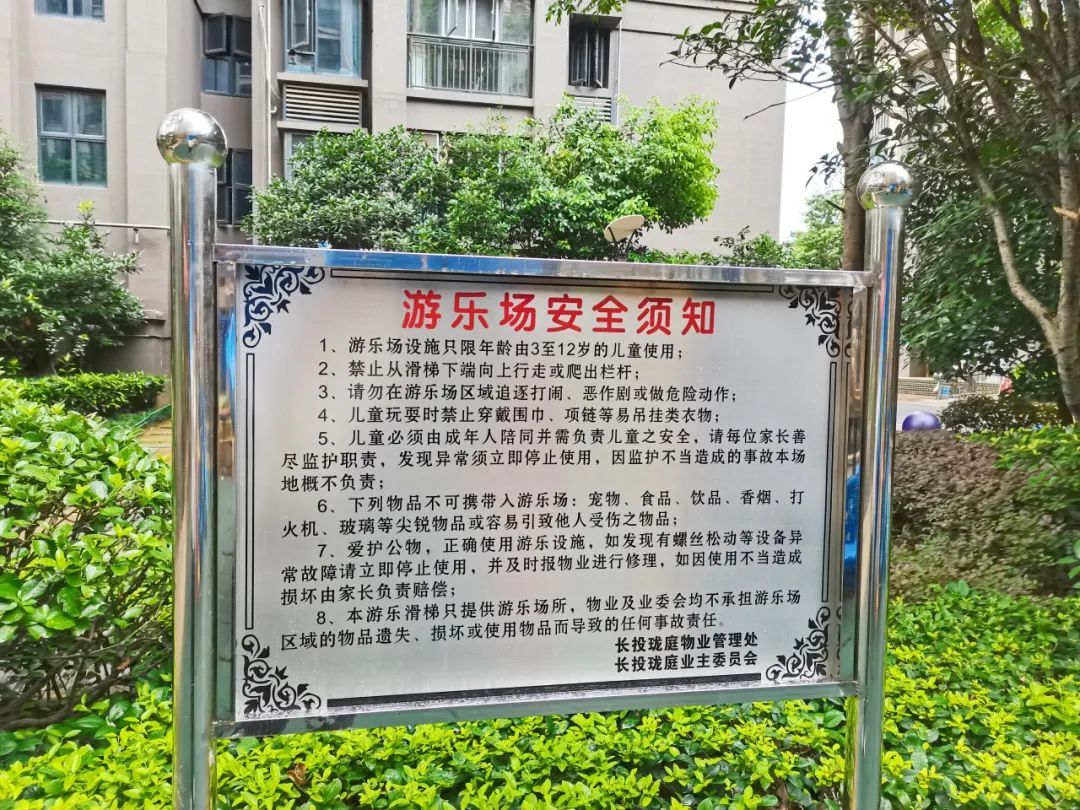 游乐场安全须知
1、游乐场设施只限年龄由3至12岁的儿童使用；
2、禁止从滑梯下端向上行走或爬出栏杆；
3、请勿在游乐场区域追逐打闹、恶作剧或做危险动作；
4、儿童玩耍时禁止穿戴围巾、项链等易吊挂类衣物；
5、儿童必须由成年人陪同并需负责儿童之安全，请每位家长善
尽监护职责，发现异常须立即停止使用，因监护不当造成的事故本场
地概不负责；
6、下列物品不可携带入游乐场：宠物、食品、饮品、香烟、打
火机、玻璃等尖锐物品或容易引致他人受伤之物品；
7、爱护公物，正确使用游乐设施，如发现有螺丝松动等设备异
常故障请立即停止使用，并及时报物业进行修理，如因使用不当造成
损坏由家长负责赔偿；
8、本游乐滑梯只提供游乐场所，物业及业委会均不承担游乐场
区域的物品遗失、损坏或使用物品而导致的任何事故责任。
长投珑庭物业管理处
长投珑庭业主委员会